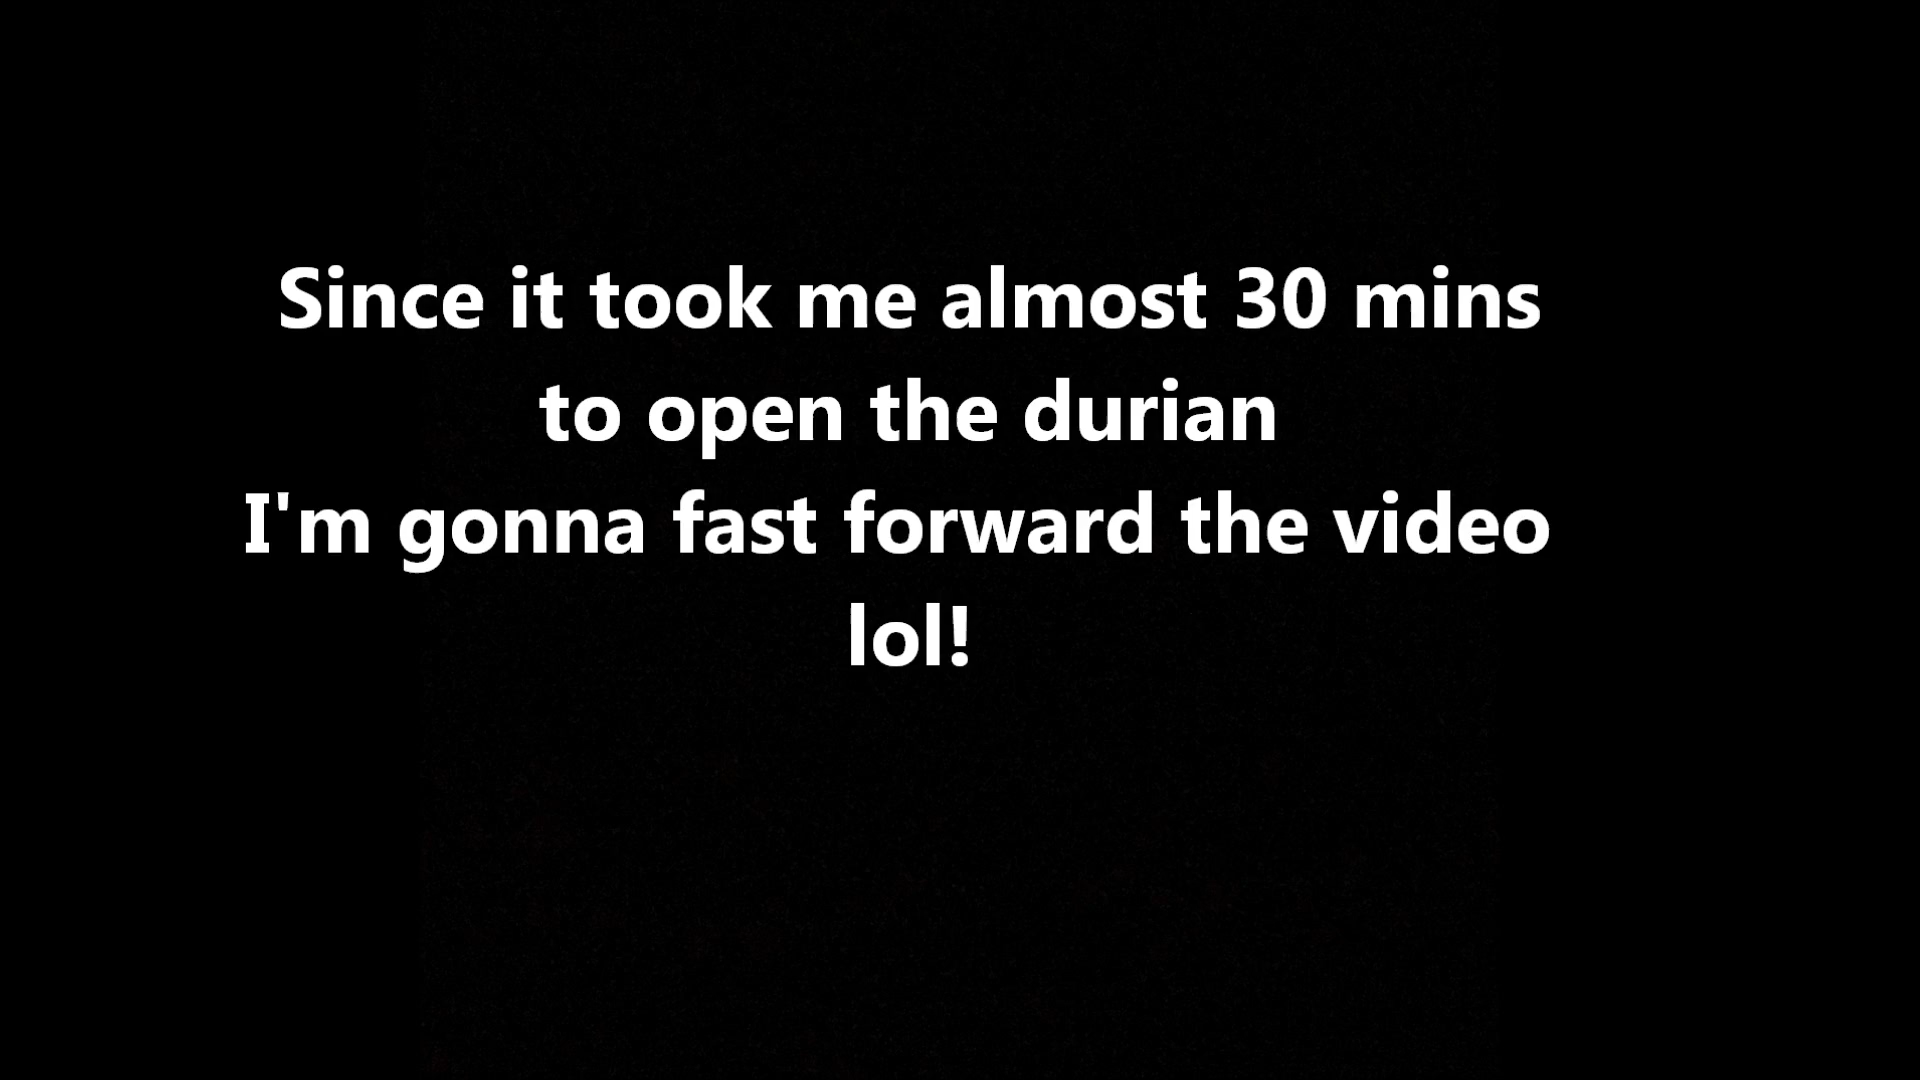 Since it took me almost 30 mins
to open the durian
I'm gonna fast forward the video
lol!